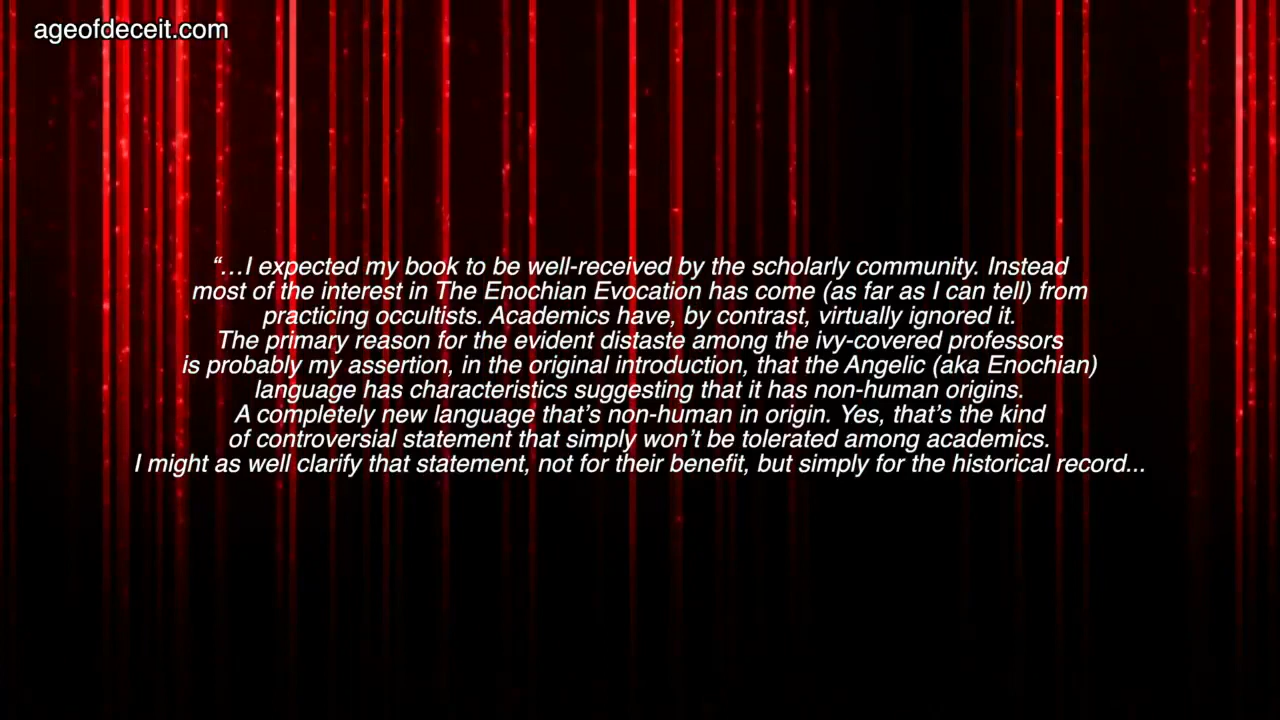 ageofdeceit.com
“…I expected my book to be well-received by the scholarly community. Instead
most of the interest in The Enochian Evocation has come (as far as I can tell) from
practicing occultists. Academics have, by contrast, virtually ignored it.
The primary reason for the evident distaste among the ivy-covered professors
is probably my assertion, in the original introduction, that the Angelic (aka Enochian)
language has characteristics suggesting that it has non-human origins.
A completely new language that’s non-human in origin. Yes, that’s the kind
of controversial statement that simply won’t be tolerated among academics.
I might as well clarify that statement, not for their benefit, but simply for the historical record...